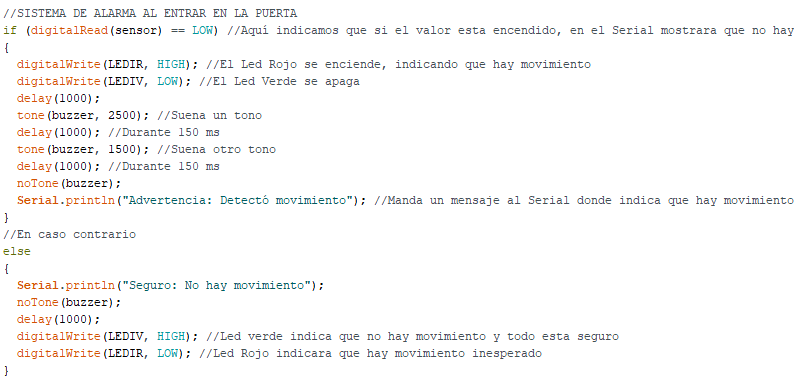 //SISTEMA DE ALARMA AL ENTRAR EN LA PUERTA
if (digitalRead(sensor) == LOW) //Aquí indicamos que si el valor esta encendido, en el Serial mostrara que no hay
{
  digitalWrite(LEDIR, HIGH); //El Led Rojo se enciende, indicando que hay movimiento
  digitalWrite(LEDIV, LOW); //El Led Verde se apaga
  delay(1000);
  tone(buzzer, 2500); //Suena un tono
  delay(1000); //Durante 150 ms
  tone(buzzer, 1500); //Suena otro tono
  delay(1000); //Durante 150 ms
  noTone(buzzer);
  Serial.println("Advertencia: Detectó movimiento"); //Manda un mensaje al Serial donde indica que hay movimiento
}
//En caso contrario
else
{
  Serial.println("Seguro: No hay movimiento");
  noTone(buzzer);
  delay(1000);
  digitalWrite(LEDIV, HIGH); //Led verde indica que no hay movimiento y todo esta seguro
  digitalWrite(LEDIR, LOW); //Led Rojo indicara que hay movimiento inesperado
}